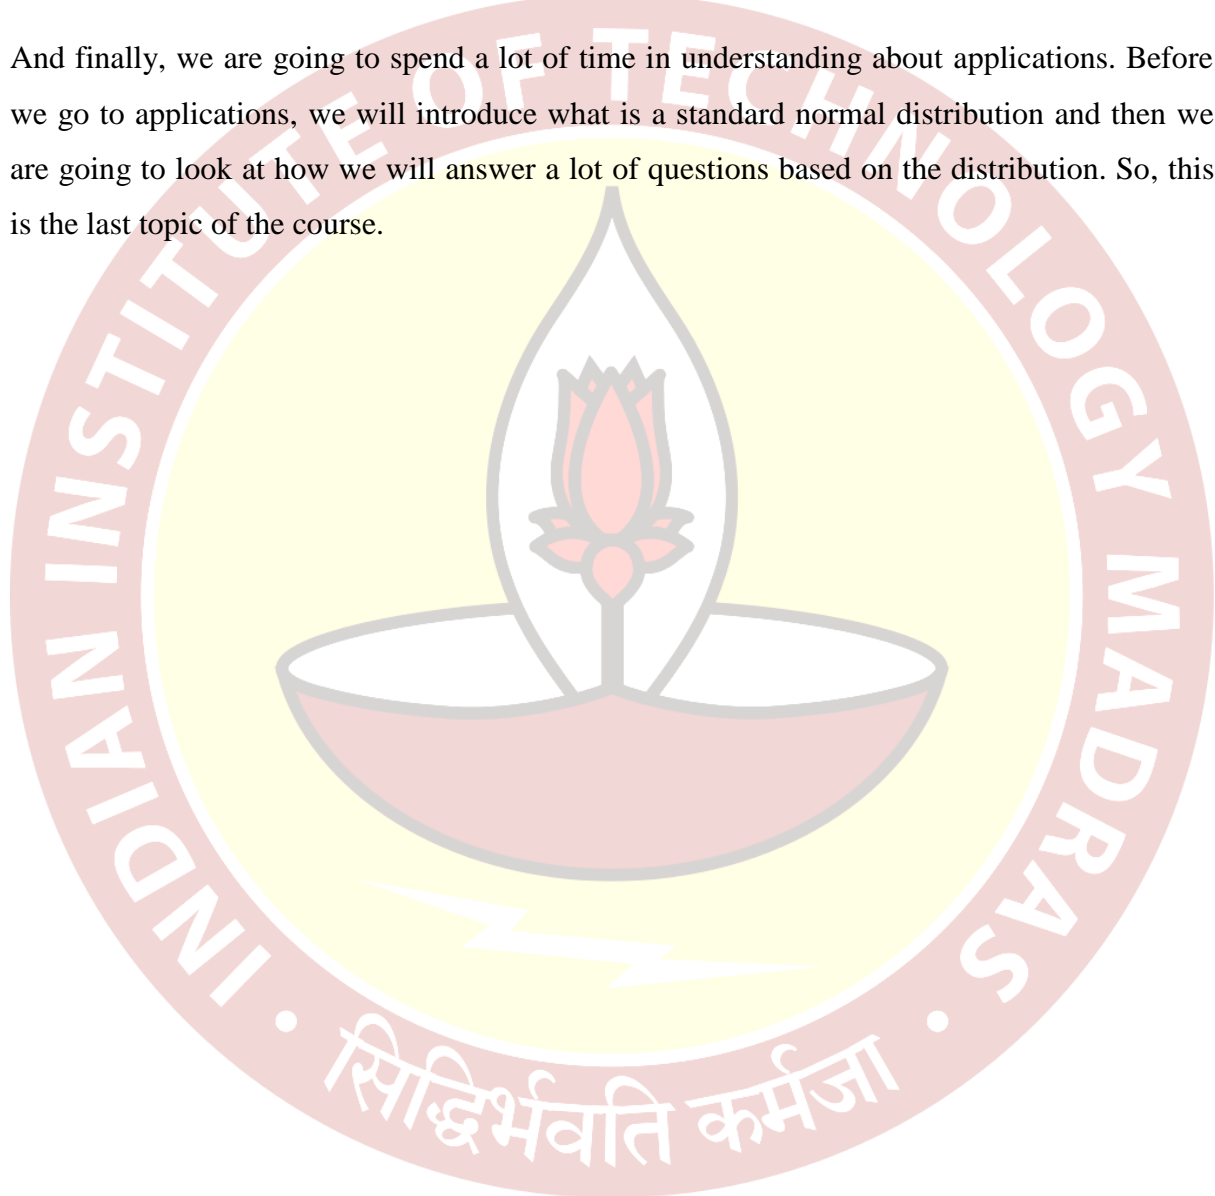 And finally, we are going to spend a lot of time in understanding about applications. Before
we go to applications, we will introduce what is a standard normal distribution and then we
are going to look at how we will answer a lot of questions based on the distribution. So, this
is the last topic of the course.
INDIAN INSTITUTE OF TECHNOLOGY MADRAS
सिद्धिर्भवति कर्मजा